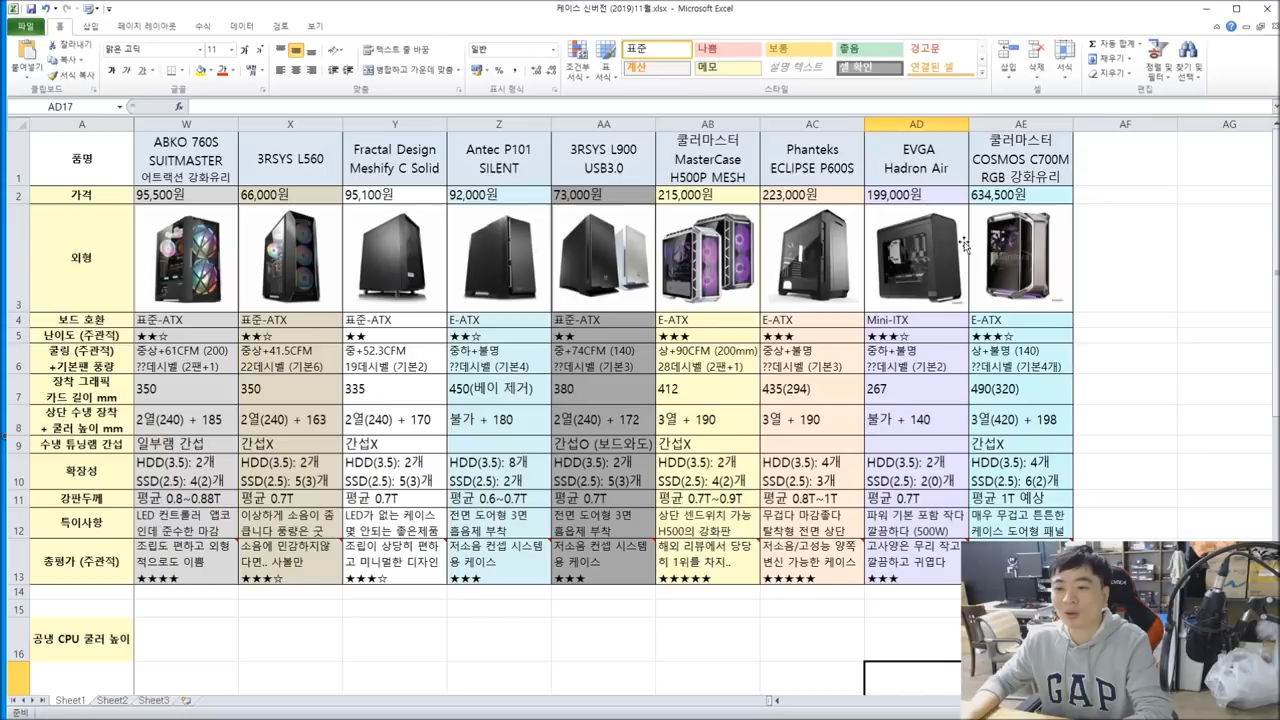 케이스 신버전 (2019)11월.xlsx - Microsoft Excel
파일 홈 삽입 페이지 레이아웃 수식 데이터 검토 보기
붙여넣기 잘라내기 복사 서식 복사 클립보드
맑은 고딕 11 가 가 글꼴
텍스트 줄 바꿈 병합하고 가운데 맞춤 맞춤
일반 표시 형식
조건부 서식 표 서식
표준 나쁨 보통 좋음 경고문
계산 메모 설명 텍스트 셀 확인 연결된 셀
스타일
삽입 삭제 서식 셀
자동 합계 채우기 지우기 정렬 및 필터 찾기 및 선택 편집
AD17 fx
A W X Y Z AA AB AC AD AE AF AG
1 품명 ABKO 760S SUITMASTER 어트랙션 강화유리 3RSYS L560 Fractal Design Meshify C Solid Antec P101 SILENT 3RSYS L900 USB3.0 쿨러마스터 MasterCase H500P MESH Phanteks ECLIPSE P600S EVGA Hadron Air 쿨러마스터 COSMOS C700M RGB 강화유리
2 가격 95,500원 66,000원 95,100원 92,000원 73,000원 215,000원 223,000원 199,000원 634,500원
3 외형
4 보드 호환 표준-ATX 표준-ATX 표준-ATX E-ATX 표준-ATX E-ATX E-ATX Mini-ITX E-ATX
5 난이도 (주관적) ★★☆ ★★☆ ★★ ★★☆ ★★ ★★★ ★★★ ★★★☆ ★★★☆
6 쿨링 (주관적) +기본팬 풍량 중상+61CFM (200) ??데시벨 (2팬+1) 중상+41.5CFM 22데시벨 (기본6) 중+52.3CFM 19데시벨 (기본2) 중하+불명 ??데시벨 (기본4) 중+74CFM (140) ??데시벨 (기본3) 상+90CFM (200mm) 28데시벨 (2팬+1) 중상+불명 ??데시벨 (기본3) 중하+불명 ??데시벨 (기본2) 상+불명 (140) ??데시벨 (기본4개)
7 장착 그래픽 카드 길이 mm 350 350 335 450(베이 제거) 380 412 435(294) 267 490(320)
8 상단 수냉 장착 + 쿨러 높이 mm 2열(240) + 185 2열(240) + 163 2열(240) + 170 불가 + 180 2열(240) + 172 3열 + 190 3열 + 190 불가 + 140 3열(420) + 198
9 수냉 튜닝램 간섭 일부램 간섭 간섭X 간섭X 간섭O (보드와도) 간섭X 간섭X
10 확장성 HDD(3.5): 2개 SSD(2.5): 4(2)개 HDD(3.5): 2개 SSD(2.5): 5(3)개 HDD(3.5): 2개 SSD(2.5): 5(3)개 HDD(3.5): 8개 SSD(2.5): 2개 HDD(3.5): 2개 SSD(2.5): 5(3)개 HDD(3.5): 2개 SSD(2.5): 2개 HDD(3.5): 4개 SSD(2.5): 3개 HDD(3.5): 2개 SSD(2.5): 2(0)개 HDD(3.5): 4개 SSD(2.5): 6(2)개
11 강판두께 평균 0.8~0.88T 평균 0.7T 평균 0.7T 평균 0.6~0.7T 평균 0.7T 평균 0.7T~0.9T 평균 0.8T~1T 평균 0.7T 평균 1T 예상
12 특이사항 LED 컨트롤러 앱코인데 준수한 마감 이상하게 소음이 좀 큽니다 풍량은 굿 LED가 없는 케이스 몇 안되는 좋은제품 전면 도어형 3면 흡음제 부착 전면 도어형 3면 흡음제 부착 상단 샌드위치 가능 H500의 강화판 무겁다 마감좋다 탈착형 전면 상단 파워 기본 포함 작다 깔끔하다 (500W) 매우 무겁고 튼튼한 케이스 도어형 패널
13 총평가 (주관적) 조립도 편하고 외형적으로도 이쁨 ★★★★ 소음에 민감하지않다면.. 사볼만 ★★★☆ 조립이 상당히 편하고 미니멀한 디자인 ★★★☆ 저소음 컨셉 시스템용 케이스 ★★★ 저소음 컨셉 시스템용 케이스 ★★★ 해외 리뷰에서 당당히 1위를 차지.. ★★★★★ 저소음/고성능 양쪽 변신 가능한 케이스 ★★★★★ 고사양은 무리 작고 깔끔하고 귀엽다 ★★★
14
15
16 공냉 CPU 쿨러 높이
GAP
Sheet1 Sheet2 Sheet3
준비